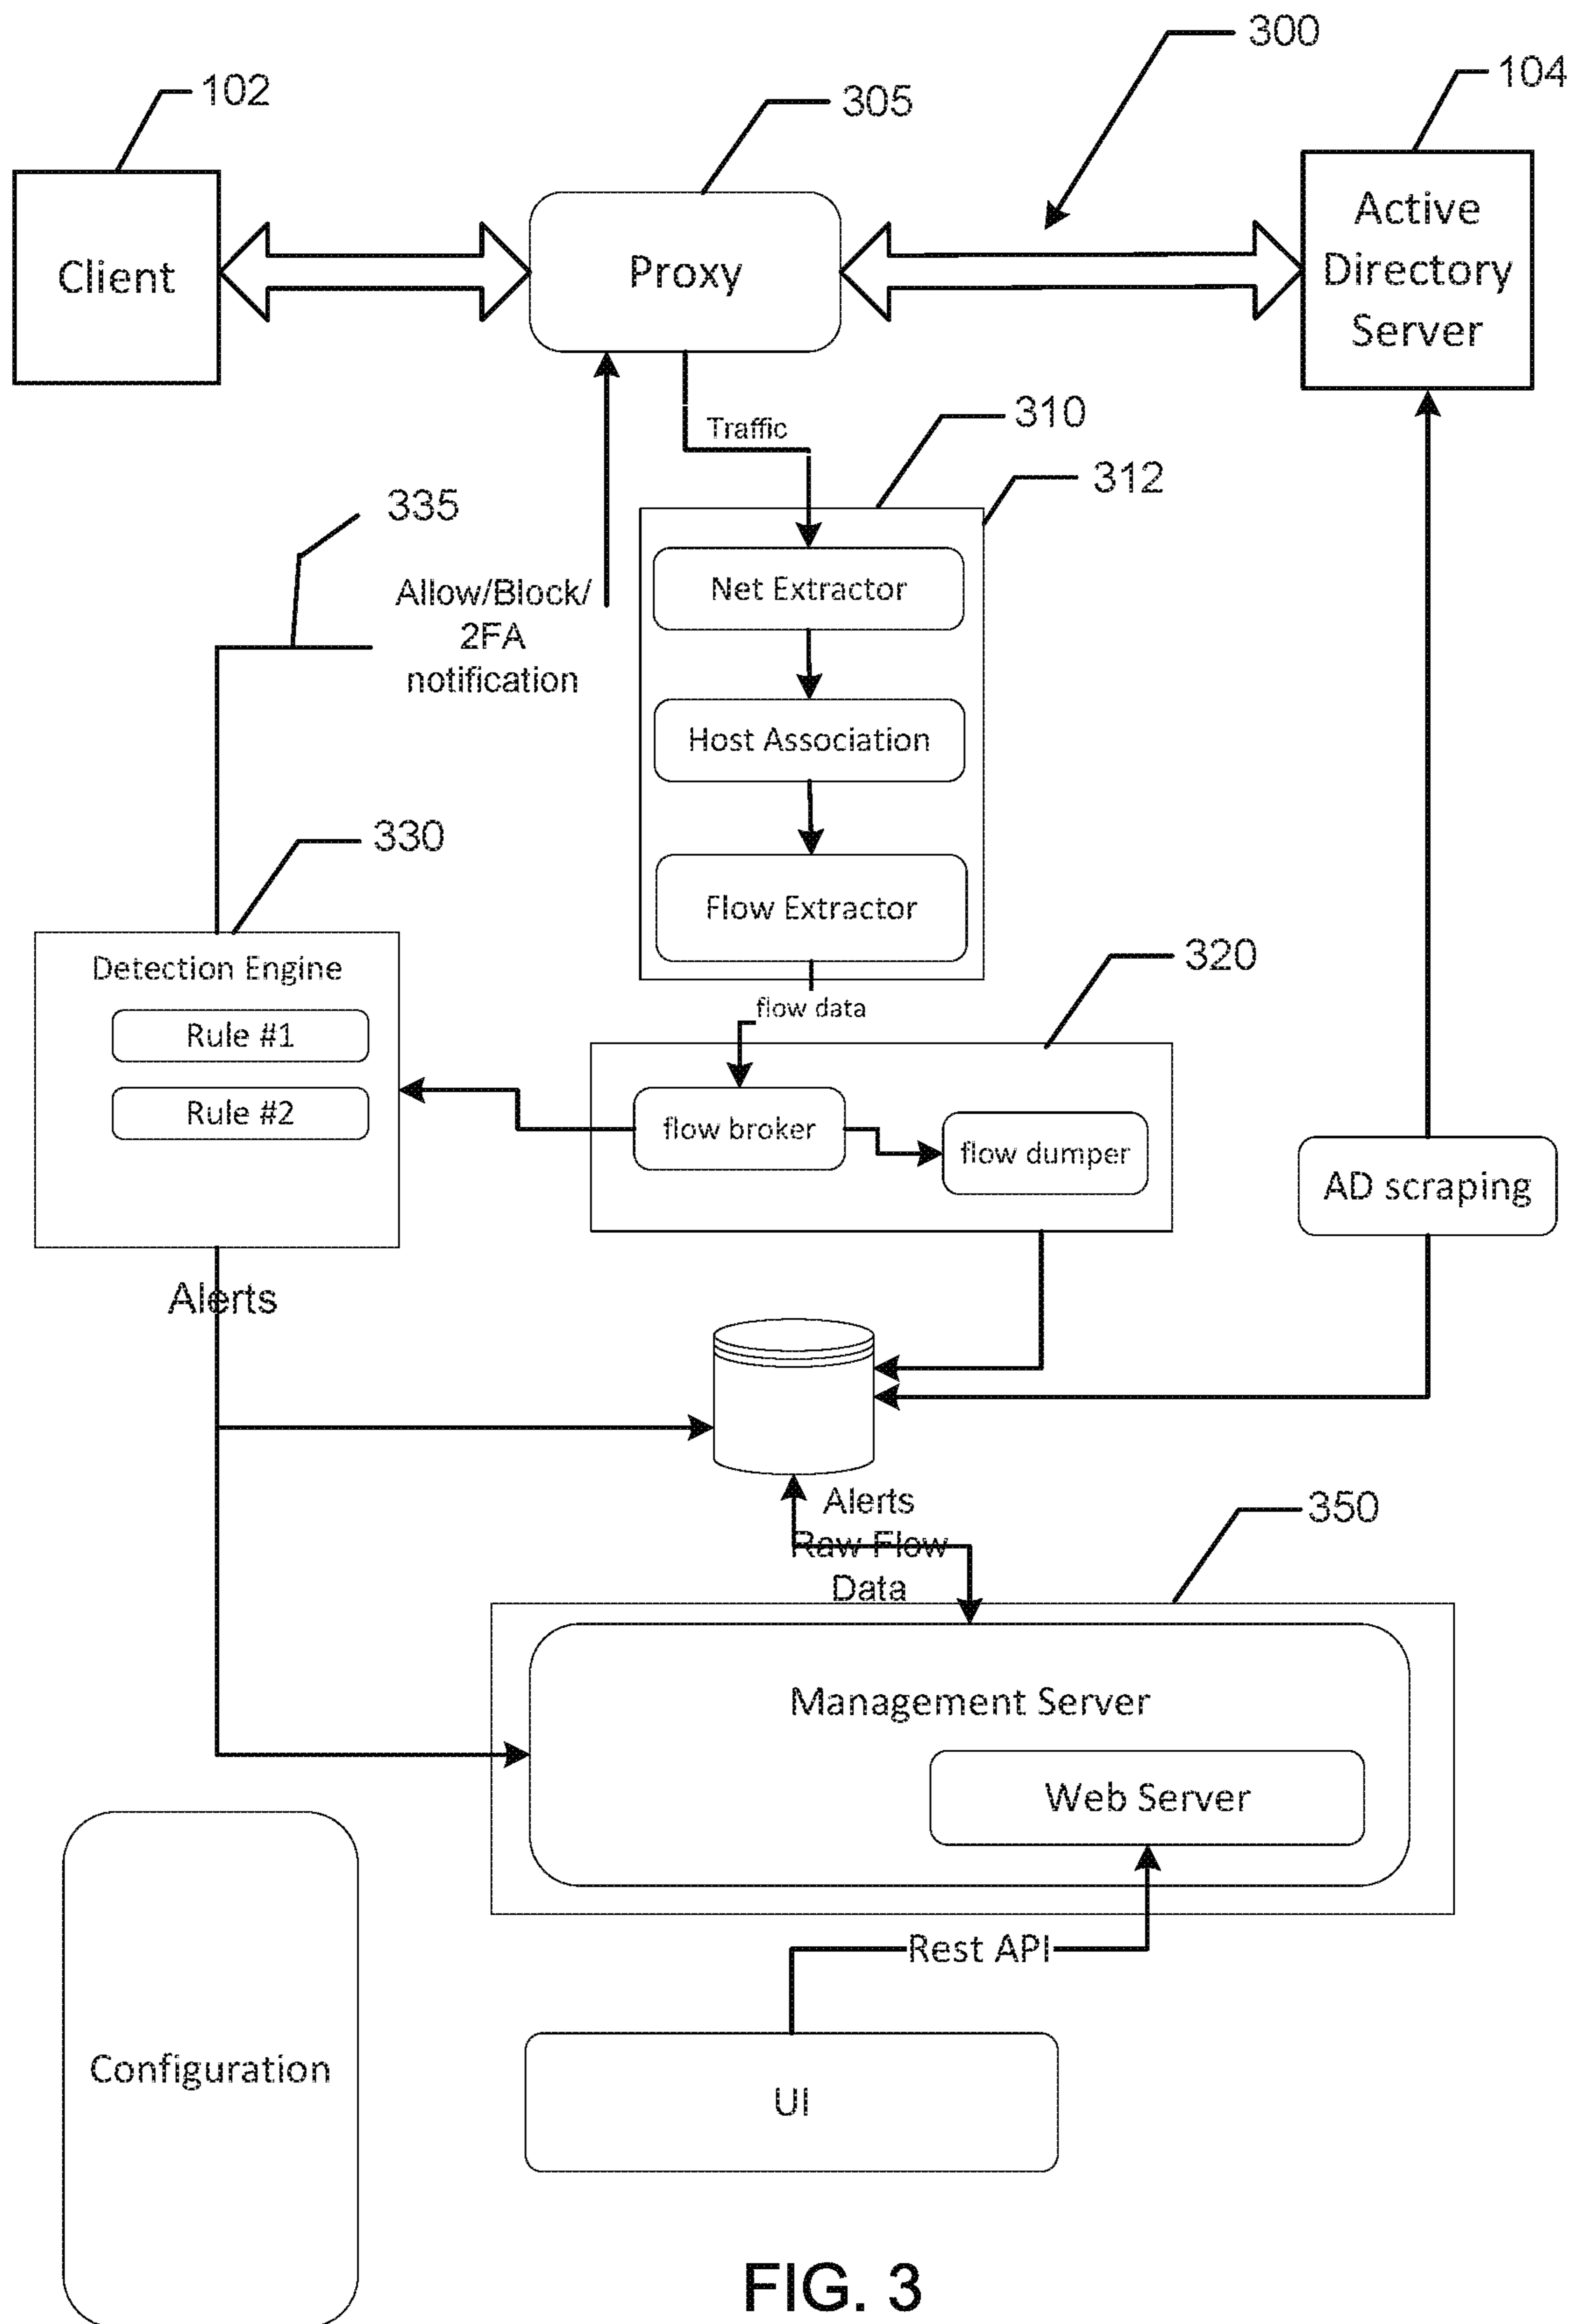 300
104
102
305
Client
Proxy
Active
Directory
Server
Traffic
310
312
335
Allow/Block/
2FA
notification
Net Extractor
Host Association
330
Flow Extractor
Detection Engine
320
flow data
Rule #1
Rule #2
flow broker
flow dumper
AD scraping
Alerts
Alerts
Raw Flow
Data
350
Management Server
Web Server
Rest API
Configuration
UI
FIG. 3